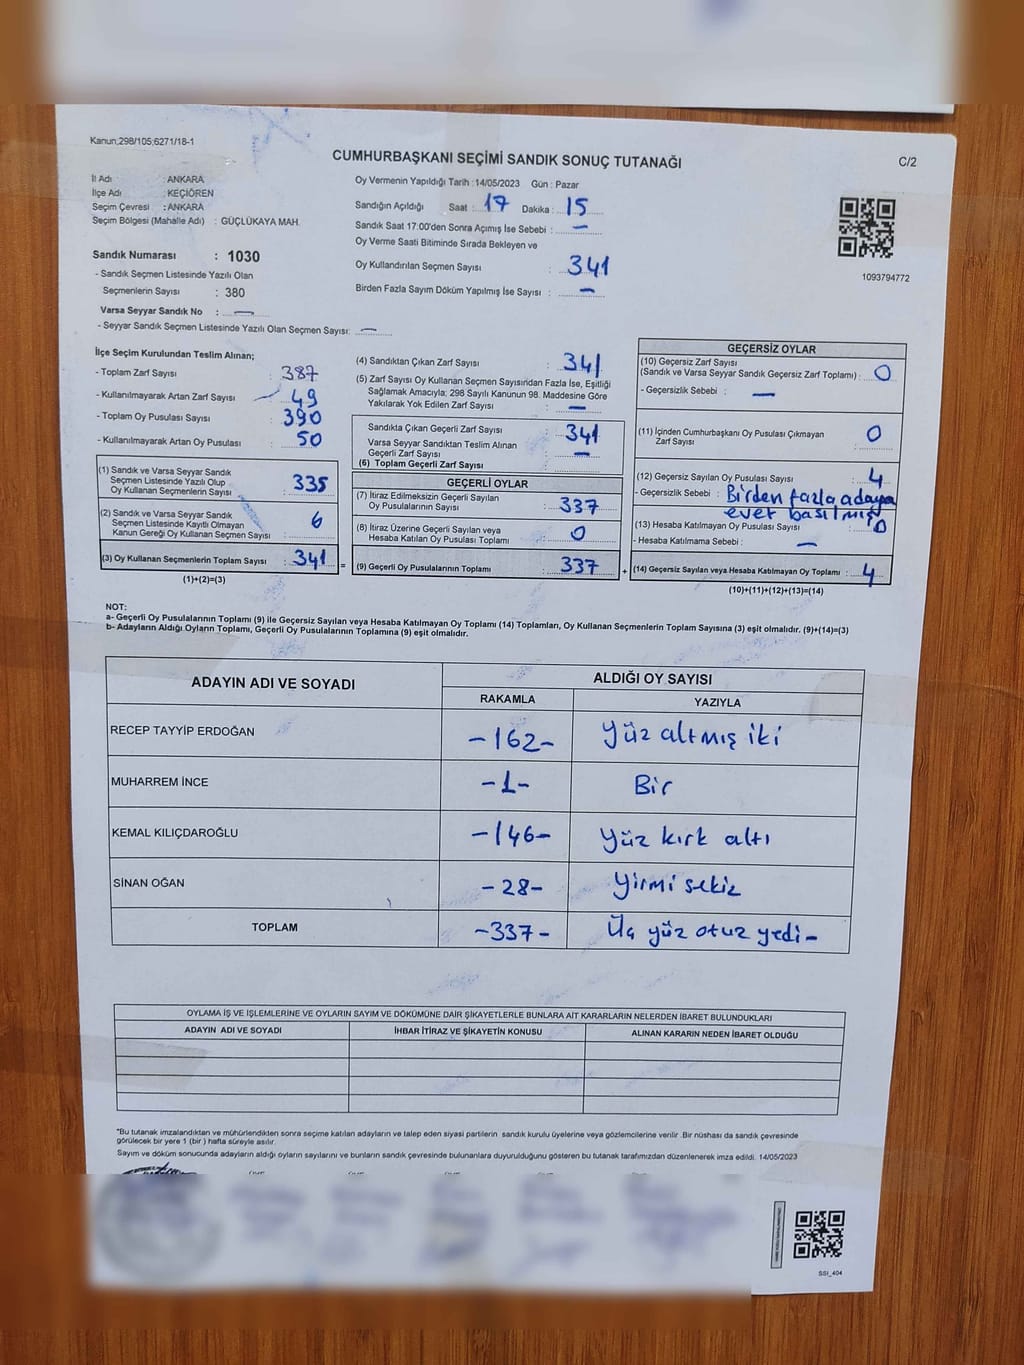 Kanun;298/105;6271/18-1
CUMHURBAŞKANI SEÇİMİ SANDIK SONUÇ TUTANAĞI
C/2
İl Adı : ANKARA
İlçe Adı : KEÇİÖREN
Seçim Çevresi : ANKARA
Seçim Bölgesi (Mahalle Adı) : GÜÇLÜKAYA MAH.
Sandık Numarası : 1030
- Sandık Seçmen Listesinde Yazılı Olan
Seçmenlerin Sayısı : 380
Varsa Seyyar Sandık No : —
- Seyyar Sandık Seçmen Listesinde Yazılı Olan Seçmen Sayısı: —
Oy Vermenin Yapıldığı Tarih : 14/05/2023 Gün : Pazar
Sandığın Açıldığı Saat : 17 Dakika : 15
Sandık Saat 17:00'den Sonra Açımış İse Sebebi : —
Oy Verme Saati Bitiminde Sırada Bekleyen ve
Oy Kullandırılan Seçmen Sayısı : 341
Birden Fazla Sayım Döküm Yapılmış İse Sayısı : —
1093794772
İlçe Seçim Kurulundan Teslim Alınan;
- Toplam Zarf Sayısı : 387
- Kullanılmayarak Artan Zarf Sayısı : 49
- Toplam Oy Pusulası Sayısı : 390
- Kullanılmayarak Artan Oy Pusulası : 50
(1) Sandık ve Varsa Seyyar Sandık
Seçmen Listesinde Yazılı Olup
Oy Kullanan Seçmenlerin Sayısı : 335
(2) Sandık ve Varsa Seyyar Sandık
Seçmen Listesinde Kayıtlı Olmayan
Kanun Gereği Oy Kullanan Seçmen Sayısı : 6
(3) Oy Kullanan Seçmenlerin Toplam Sayısı : 341 =
(1)+(2)=(3)
(4) Sandıktan Çıkan Zarf Sayısı : 341
(5) Zarf Sayısı Oy Kullanan Seçmen Sayısından Fazla İse, Eşitliği
Sağlamak Amacıyla; 298 Sayılı Kanunun 98. Maddesine Göre
Yakılarak Yok Edilen Zarf Sayısı : —
Sandıkta Çıkan Geçerli Zarf Sayısı : 341
Varsa Seyyar Sandıktan Teslim Alınan
Geçerli Zarf Sayısı : —
(6) Toplam Geçerli Zarf Sayısı :
GEÇERLİ OYLAR
(7) İtiraz Edilmeksizin Geçerli Sayılan
Oy Pusulalarının Sayısı : 337
(8) İtiraz Üzerine Geçerli Sayılan veya
Hesaba Katılan Oy Pusulaları Toplamı : 0
(9) Geçerli Oy Pusulalarının Toplamı : 337 +
GEÇERSİZ OYLAR
(10) Geçersiz Zarf Sayısı
(Sandık ve Varsa Seyyar Sandık Geçersiz Zarf Toplamı) : 0
- Geçersizlik Sebebi : —
(11) İçinden Cumhurbaşkanı Oy Pusulası Çıkmayan
Zarf Sayısı : 0
(12) Geçersiz Sayılan Oy Pusulası Sayısı : 4
- Geçersizlik Sebebi : Birden fazla adaya
evet basılmış
(13) Hesaba Katılmayan Oy Pusulası Sayısı : 0
- Hesaba Katılmama Sebebi : —
(14) Geçersiz Sayılan veya Hesaba Katılmayan Oy Toplamı : 4
(10)+(11)+(12)+(13)=(14)
NOT:
a- Geçerli Oy Pusulalarının Toplamı (9) ile Geçersiz Sayılan veya Hesaba Katılmayan Oy Toplamı (14) Toplamları, Oy Kullanan Seçmenlerin Toplam Sayısına (3) eşit olmalıdır. (9)+(14)=(3)
b- Adayların Aldığı Oyların Toplamı, Geçerli Oy Pusulalarının Toplamına (9) eşit olmalıdır.
ADAYIN ADI VE SOYADI
ALDIĞI OY SAYISI
RAKAMLA YAZIYLA
RECEP TAYYİP ERDOĞAN -162- Yüz altmış iki
MUHARREM İNCE -1- Bir
KEMAL KILIÇDAROĞLU -146- Yüz kırk altı
SİNAN OĞAN -28- Yirmi sekiz
TOPLAM -337- Üç yüz otuz yedi-
OYLAMA İŞ VE İŞLEMLERİNE VE OYLARIN SAYIM VE DÖKÜMÜNE DAİR ŞİKAYETLERLE BUNLARA AİT KARARLARIN NELERDEN İBARET BULUNDUKLARI
ADAYIN ADI VE SOYADI İHBAR İTİRAZ VE ŞİKAYETİN KONUSU ALINAN KARARIN NEDEN İBARET OLDUĞU
*Bu tutanak imzalandıktan ve mühürlendikten sonra seçime katılan adayların ve talep eden siyasi partilerin sandık kurulu üyelerine veya gözlemcilerine verilir .Bir nüshası da sandık çevresinde
görülecek bir yere 1 (bir ) hafta süreyle asılır.
Sayım ve döküm sonucunda adayların aldığı oyların sayılarını ve bunların sandık çevresinde bulunanlara duyurulduğunu gösteren bu tutanak tarafımızdan düzenlenerek imza edildi. 14/05/2023
SSI_404